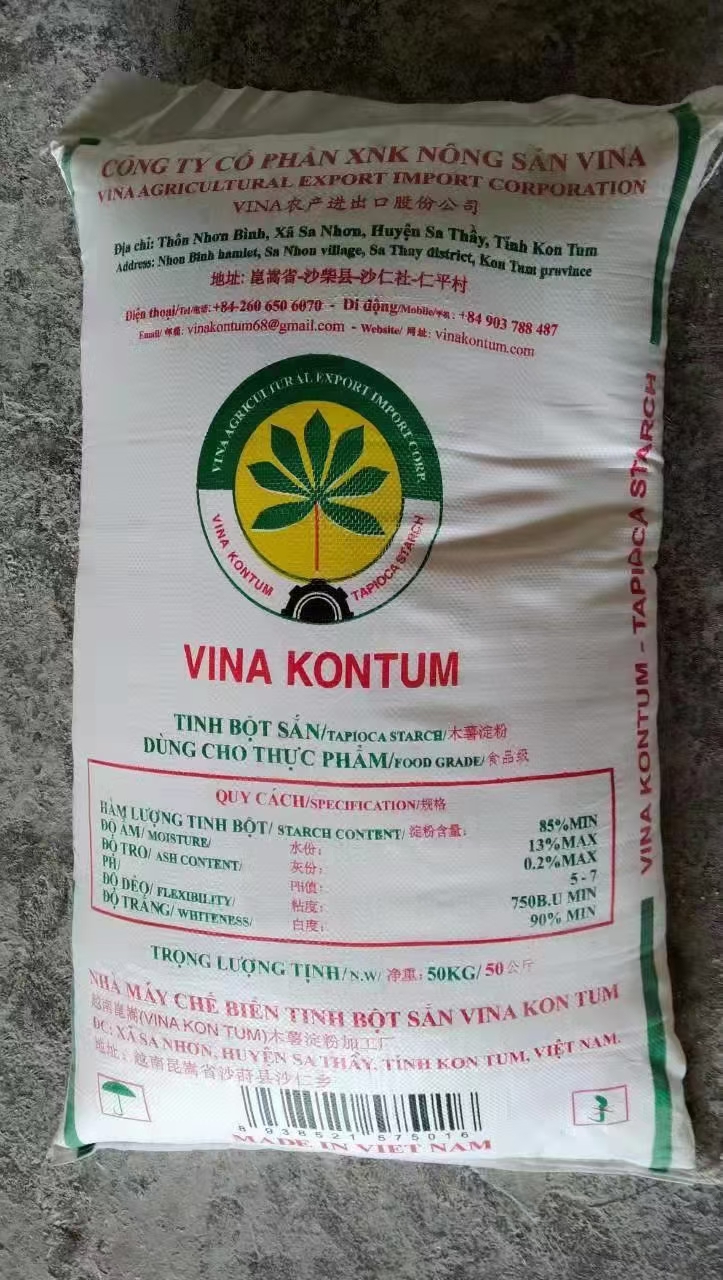 CÔNG TY CỔ PHẦN XNK NÔNG SẢN VINA
VINA AGRICULTURAL EXPORT IMPORT CORPORATION
VINA农产进出口股份公司
Địa chỉ: Thôn Nhơn Bình, Xã Sa Nhơn, Huyện Sa Thầy, Tỉnh Kon Tum
Address: Nhon Binh hamlet, Sa Nhon village, Sa Thay district, Kon Tum province
地址: 崑嵩省-沙柴县-沙仁社-仁平村
Điện thoại/Tel/电话: +84-260 650 6070 - Di động/Mobile/手机: +84 903 788 487
Email/ 邮箱: vinakontum68@gmail.com - Website/ 网址: vinakontum.com
VINA AGRICULTURAL EXPORT IMPORT CORP.
VINA KONTUM TAPIOCA STARCH
VINA KONTUM
TINH BỘT SẮN/TAPIOCA STARCH/木薯淀粉
DÙNG CHO THỰC PHẨM/FOOD GRADE/食品级
QUY CÁCH/SPECIFICATION/规格
HÀM LƯỢNG TINH BỘT/ STARCH CONTENT/ 淀粉含量: 85%MIN
ĐỘ ẨM/ MOISTURE/ 水份: 13%MAX
ĐỘ TRO/ ASH CONTENT/ 灰份: 0.2%MAX
PH/ PH值: 5 - 7
ĐỘ DẺO/ FLEXIBILITY/ 粘度: 750B.U MIN
ĐỘ TRẮNG/ WHITENESS/ 白度: 90% MIN
TRỌNG LƯỢNG TỊNH/ N.W/ 净重: 50KG/ 50公斤
NHÀ MÁY CHẾ BIẾN TINH BỘT SẮN VINA KON TUM
越南崑嵩(VINA KON TUM)木薯淀粉加工厂
ĐC: XÃ SA NHƠN, HUYỆN SA THẦY, TỈNH KON TUM, VIỆT NAM.
地址: 越南昆嵩省沙莳县沙仁乡
8 938521 575016
MADE IN VIET NAM
VINA KONTUM - TAPIOCA STARCH